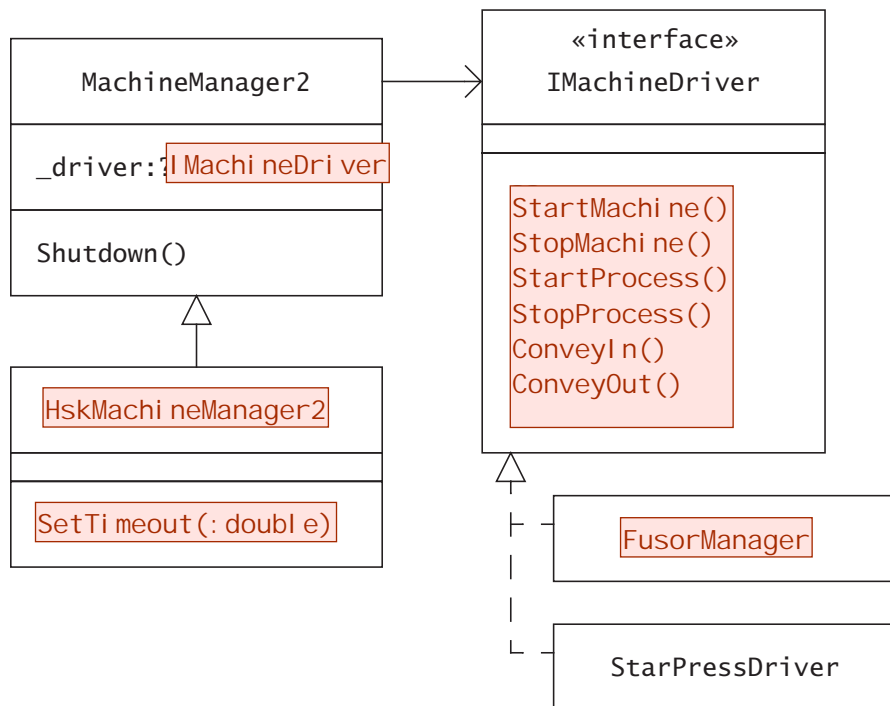 MachineManager2
_driver:?IMachineDriver
Shutdown()
HskMachineManager2
SetTimeout(:double)
«interface»
IMachineDriver
StartMachine()
StopMachine()
StartProcess()
StopProcess()
ConveyIn()
ConveyOut()
FusorManager
StarPressDriver